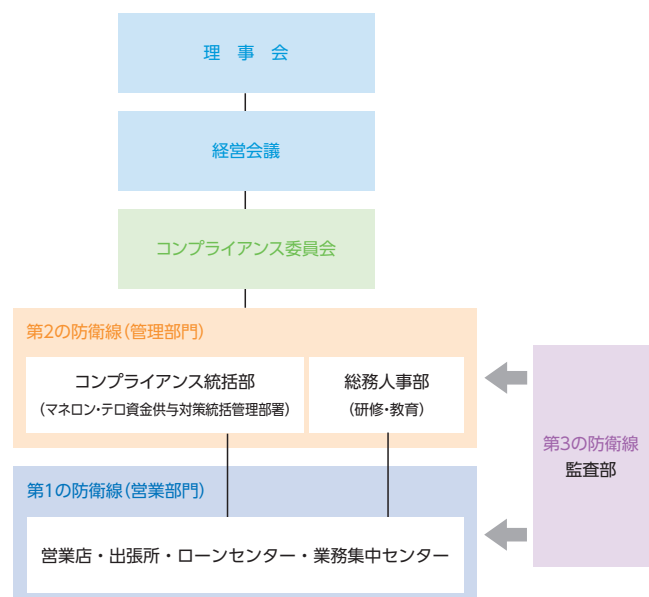 理　事　会
経営会議
コンプライアンス委員会
第2の防衛線(管理部門)
コンプライアンス統括部
(マネロン・テロ資金供与対策統括管理部署)
総務人事部
(研修・教育)
第3の防衛線
監査部
第1の防衛線(営業部門)
営業店・出張所・ローンセンター・業務集中センター